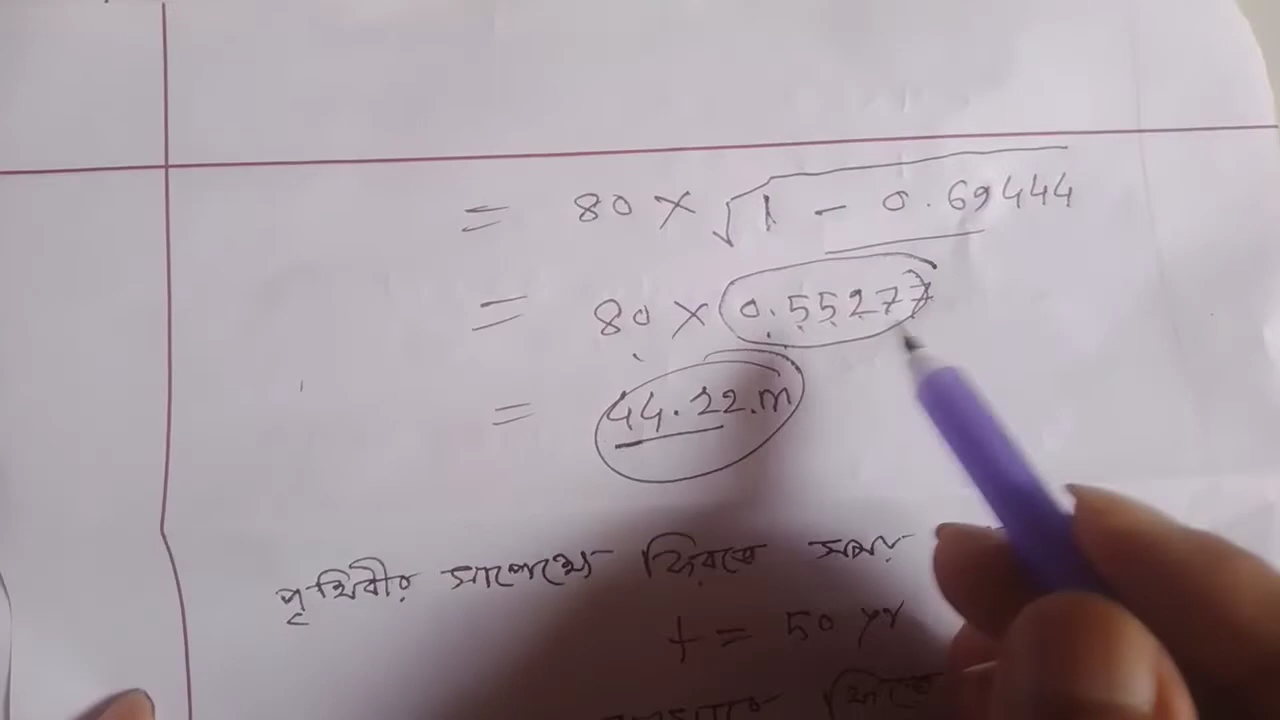 = 80 × √1 - 0.69444
= 80 × 0.55277
= 44.22.m
পৃথিবীর সাপেক্ষে ফিরতে সময়
t = 50 yr